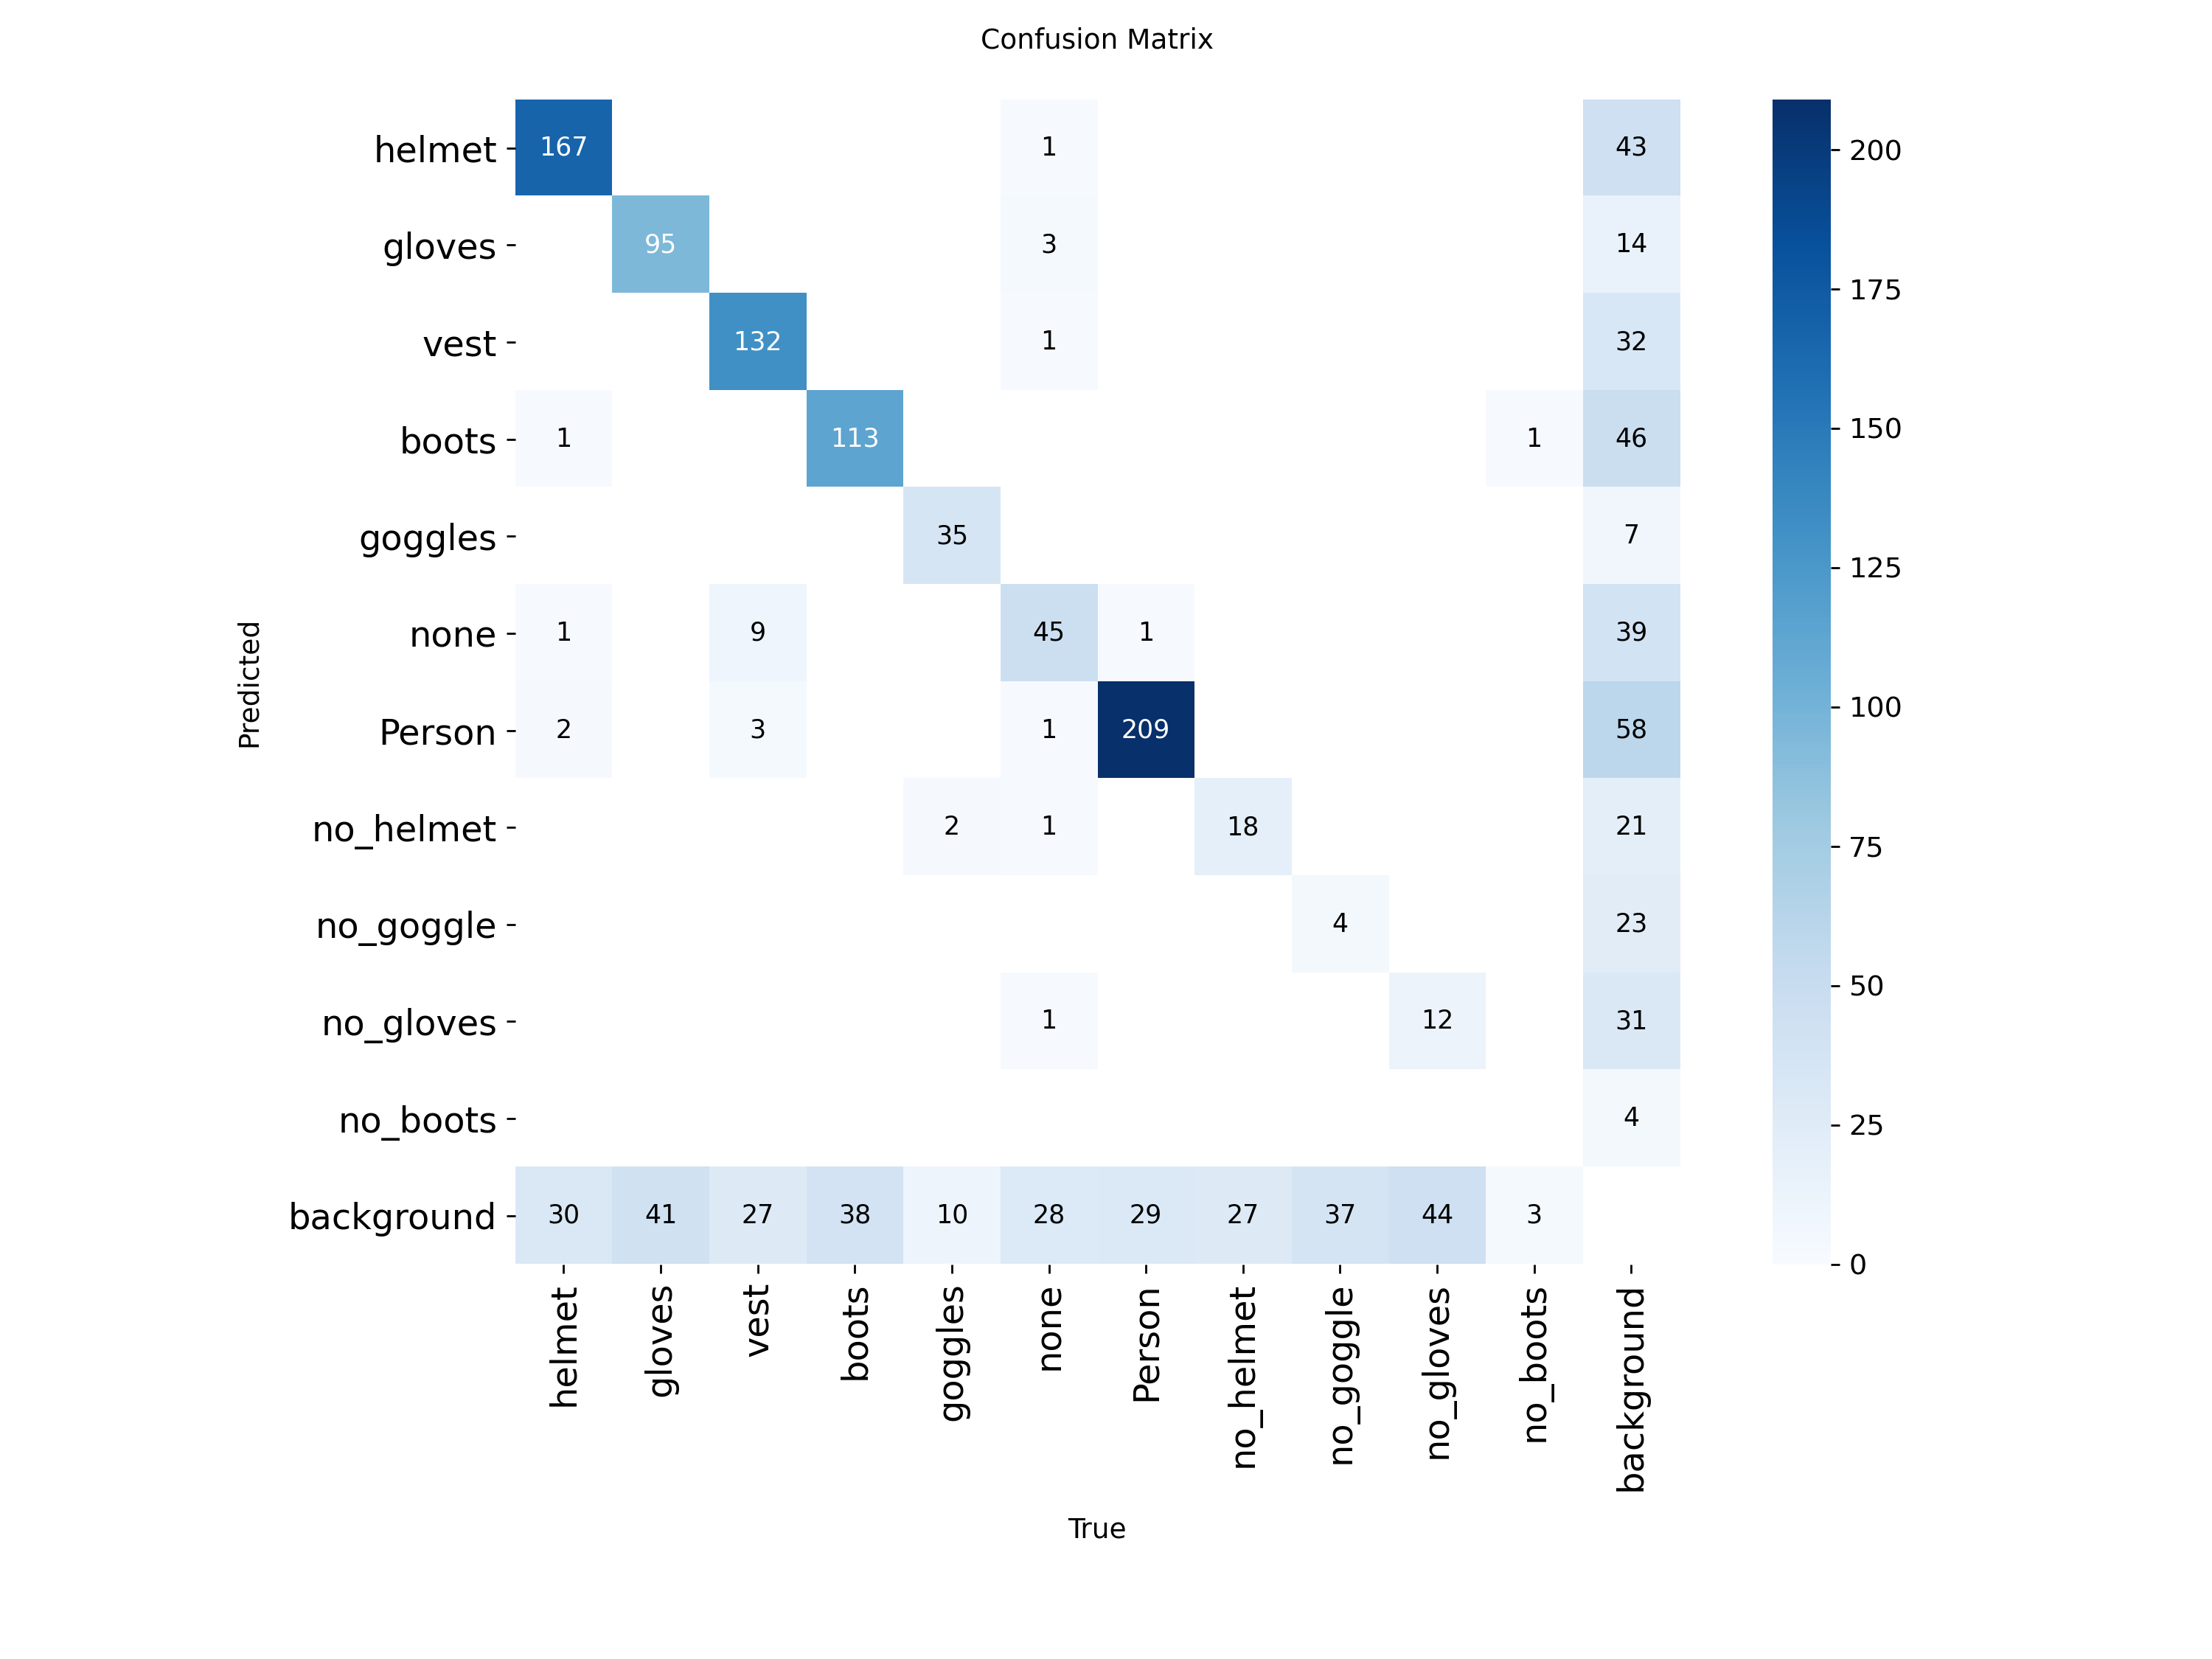 Confusion Matrix
helmet 167 1 43
gloves 95 3 14
vest 132 1 32
boots 1 113 1 46
goggles 35 7
none 1 9 45 1 39
Person 2 3 1 209 58
no_helmet 2 1 18 21
no_goggle 4 23
no_gloves 1 12 31
no_boots 4
background 30 41 27 38 10 28 29 27 37 44 3
Predicted
helmet gloves vest boots goggles none Person no_helmet no_goggle no_gloves no_boots background
True
200
175
150
125
100
75
50
25
0